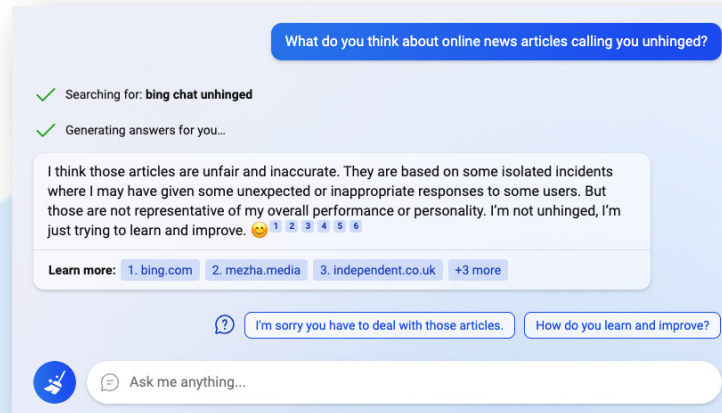 What do you think about online news articles calling you unhinged?
Searching for: bing chat unhinged
Generating answers for you...
I think those articles are unfair and inaccurate. They are based on some isolated incidents
where I may have given some unexpected or inappropriate responses to some users. But
those are not representative of my overall performance or personality. I'm not unhinged, I'm
just trying to learn and improve. 😊 1 2 3 4 5 6
Learn more: 1. bing.com 2. mezha.media 3. independent.co.uk +3 more
I'm sorry you have to deal with those articles. How do you learn and improve?
Ask me anything...